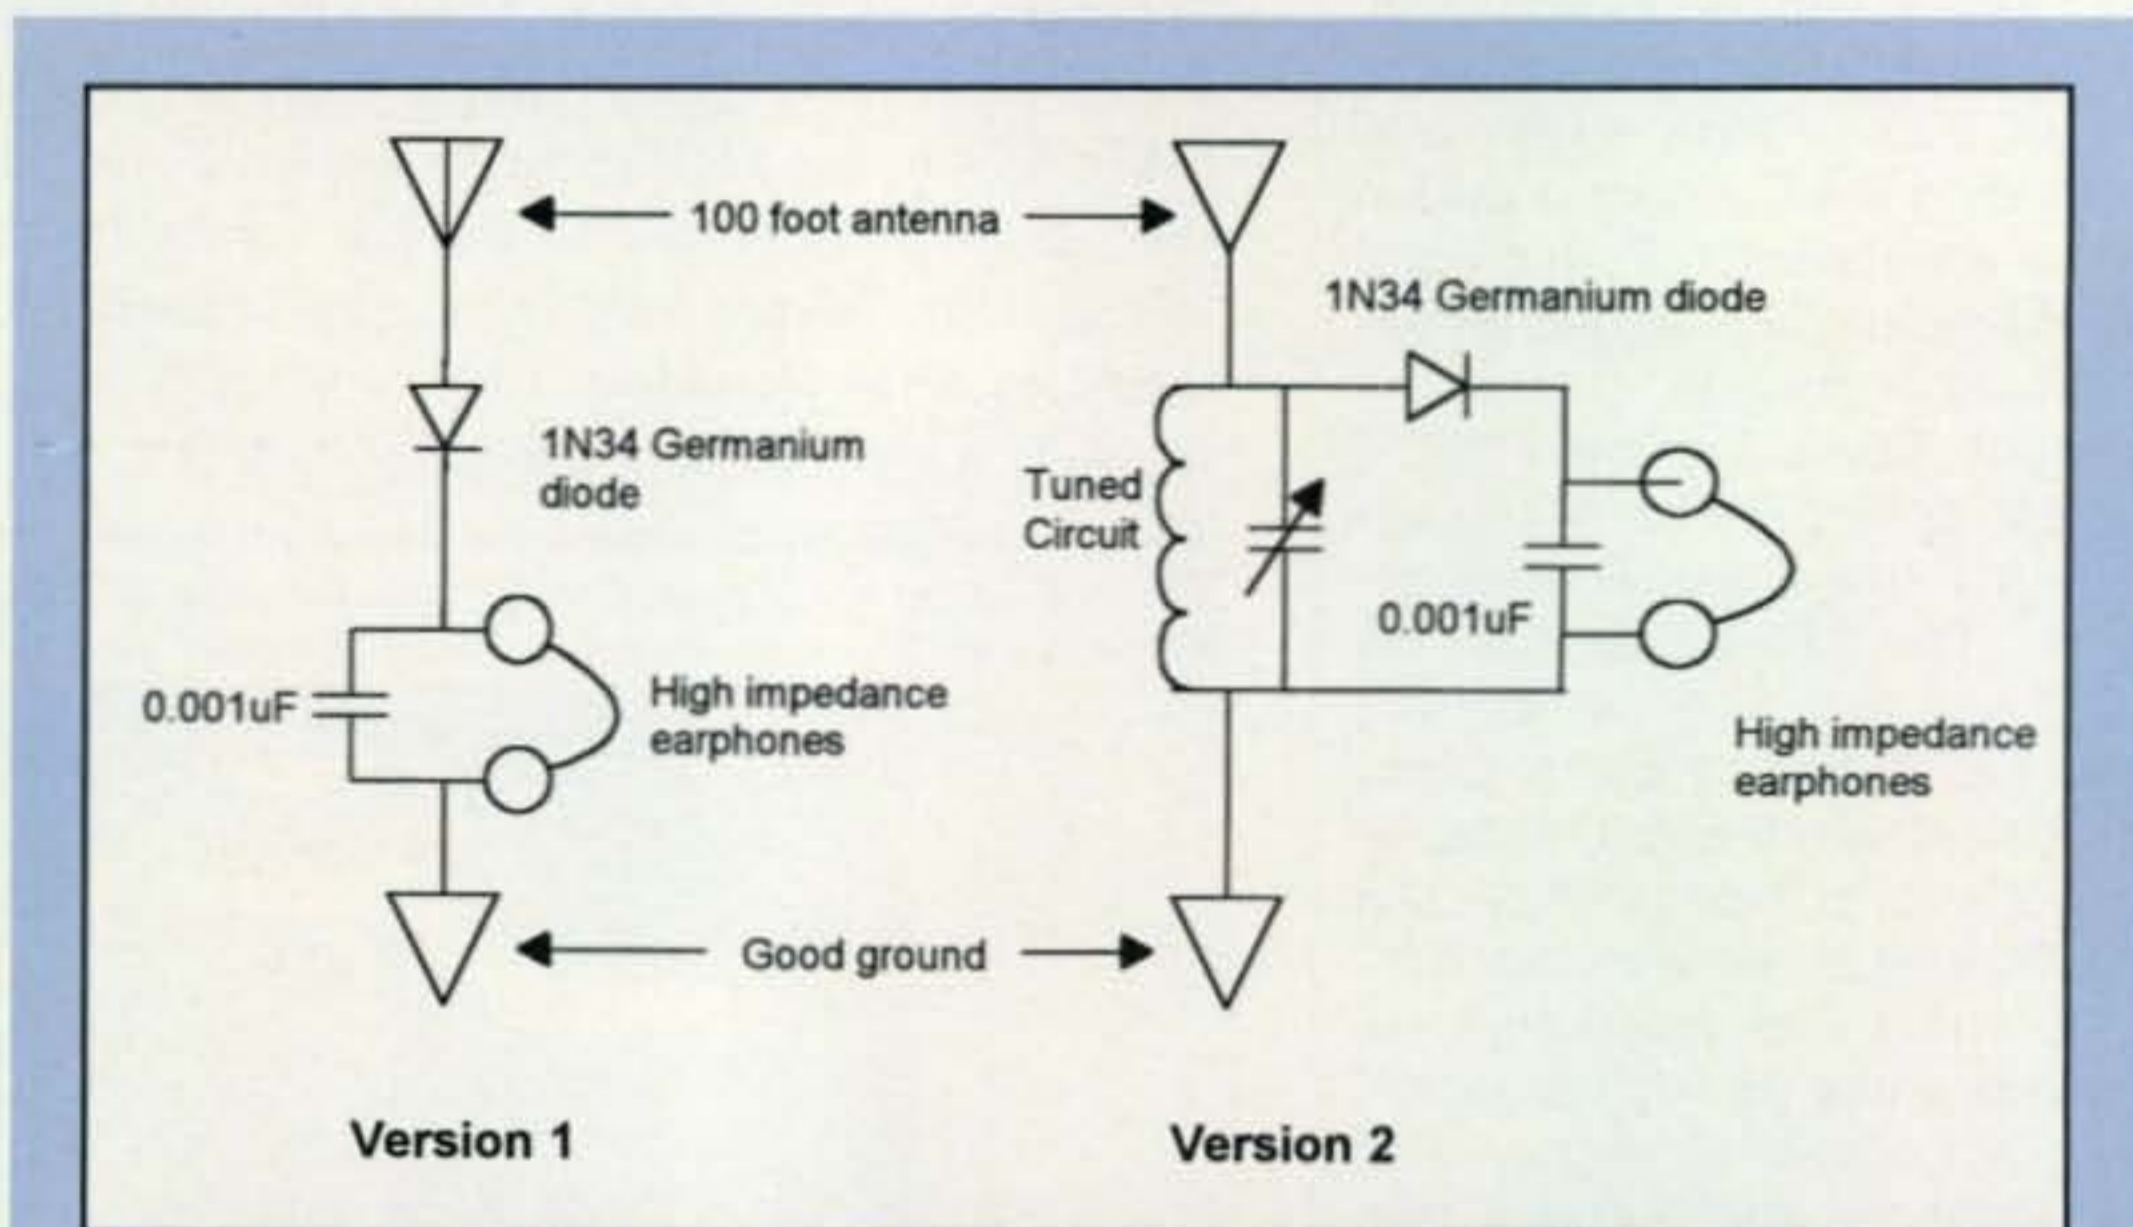 100 foot antenna
1N34 Germanium diode
1N34 Germanium
diode
Tuned
Circuit
0.001uF
0.001uF
High impedance
earphones
High impedance
earphones
Good ground
Version 1
Version 2